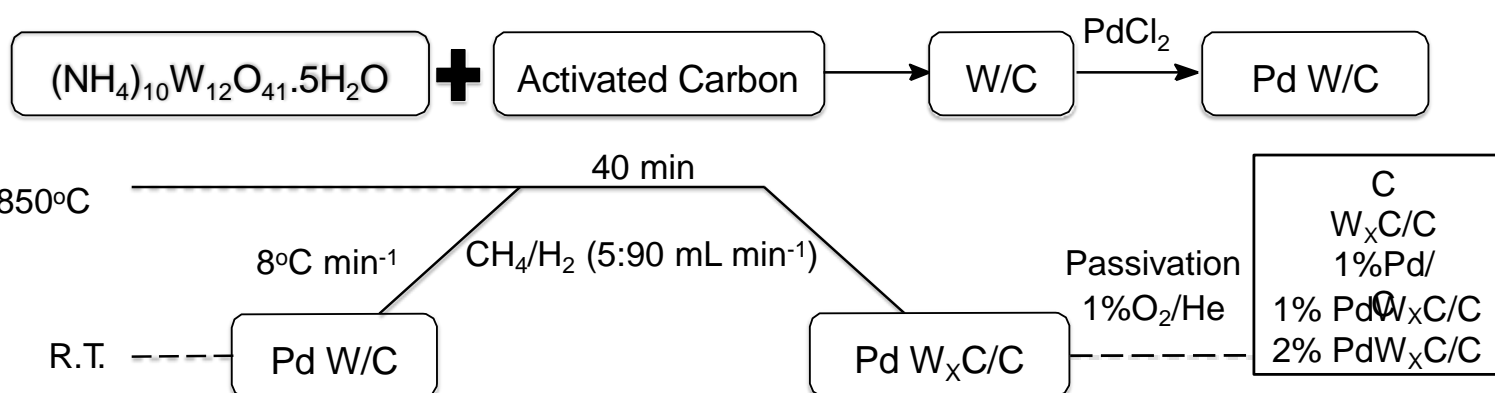 PdCl₂
(NH₄)₁₀W₁₂O₄₁.5H₂O + Activated Carbon W/C Pd W/C
40 min
850ºC
8ºC min⁻¹
CH₄/H₂ (5:90 mL min⁻¹)
Passivation
1%O₂/He
R.T.
Pd W/C
Pd WₓC/C
C
WₓC/C
1%Pd/
C
1% PdWₓC/C
2% PdWₓC/C